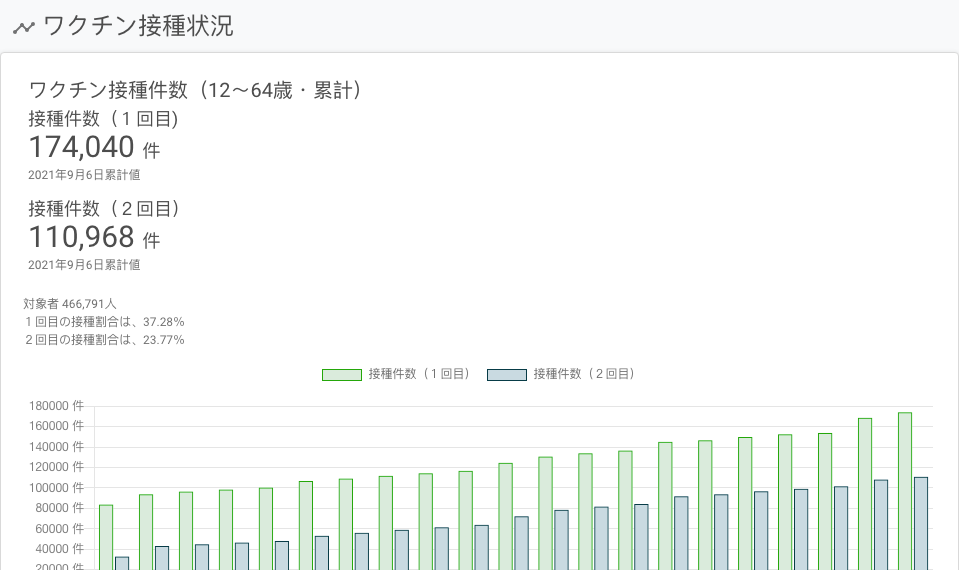 ワクチン接種状況
ワクチン接種件数（12～64歳・累計）
接種件数（１回目)
174,040 件
2021年9月6日累計値
接種件数（２回目）
110,968 件
2021年9月6日累計値
対象者 466,791人
１回目の接種割合は、37.28%
２回目の接種割合は、23.77%
接種件数（１回目） 接種件数（２回目）
180000 件
160000 件
140000 件
120000 件
100000 件
80000 件
60000 件
40000 件
20000 件